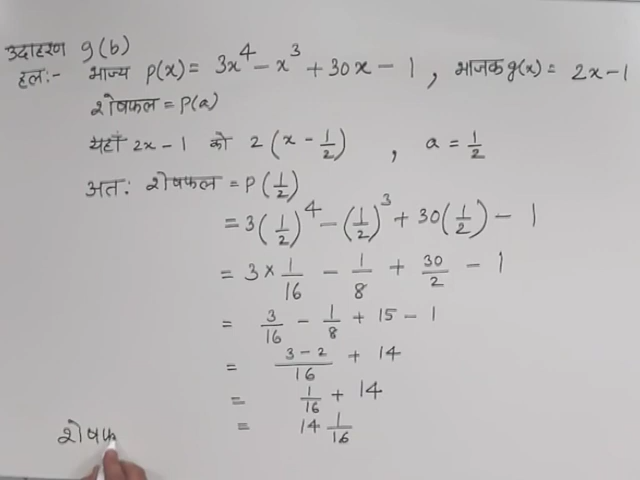 उदाहरण 9(b)
हल:- भाज्य p(x) = 3x⁴ - x³ + 30x - 1, भाजक g(x) = 2x - 1
शेषफल = P(a)
यहाँ 2x - 1 को 2(x - 1/2) , a = 1/2
अत: शेषफल = P(1/2)
= 3(1/2)⁴ - (1/2)³ + 30(1/2) - 1
= 3 × 1/16 - 1/8 + 30/2 - 1
= 3/16 - 1/8 + 15 - 1
= (3 - 2)/16 + 14
= 1/16 + 14
= 14 1/16
शेषफ